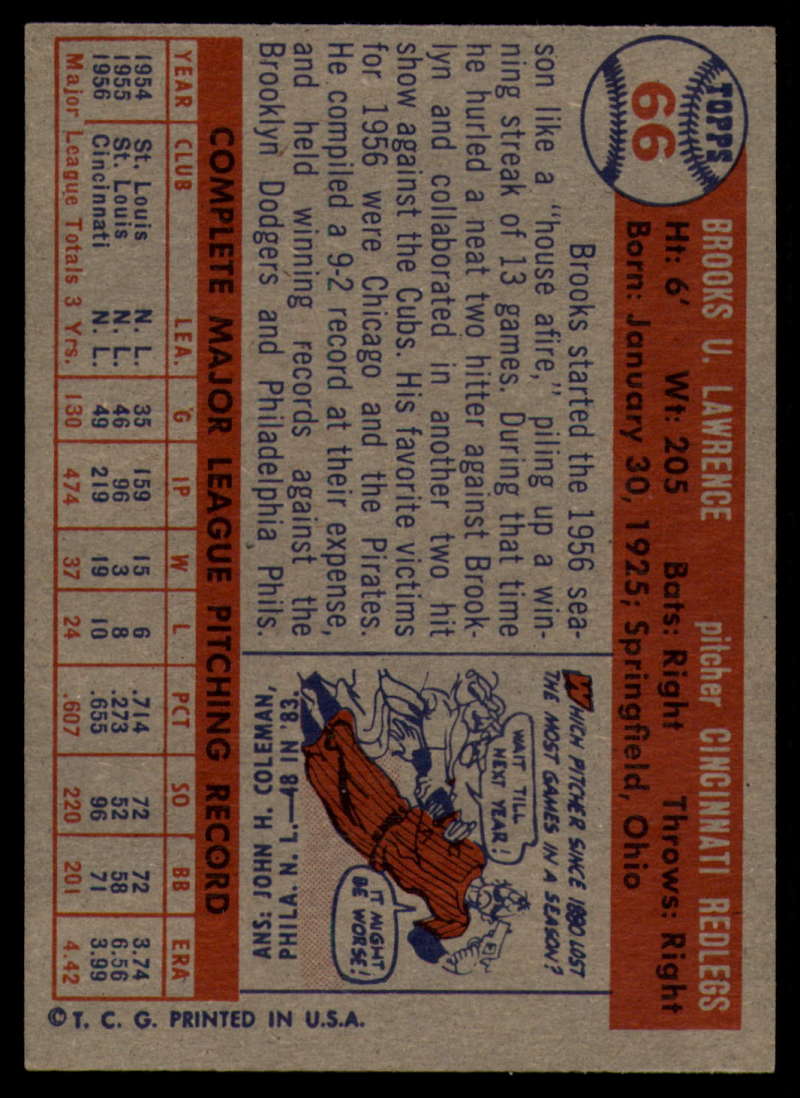 TOPPS
66
BROOKS U. LAWRENCE pitcher CINCINNATI REDLEGS
Ht: 6' Wt: 205 Bats: Right Throws: Right
Born: January 30, 1925; Springfield, Ohio
Brooks started the 1956 sea-
son like a "house afire," piling up a win-
ning streak of 13 games. During that time
he hurled a neat two hitter against Brook-
lyn and collaborated in another two hit
show against the Cubs. His favorite victims
for 1956 were Chicago and the Pirates.
He compiled a 9-2 record at their expense,
and held winning records against the
Brooklyn Dodgers and Philadelphia Phils.
WHICH PITCHER SINCE 1890 LOST
THE MOST GAMES IN A SEASON?
WAIT TILL
NEXT YEAR!
IT MIGHT
BE WORSE!
ANS: JOHN H. COLEMAN,
PHILA. N. L.—48 IN '83.
COMPLETE MAJOR LEAGUE PITCHING RECORD
YEAR CLUB LEA. G IP W L PCT SO BB ERA
1954 St. Louis N. L. 35 159 15 6 .714 72 72 3.74
1955 St. Louis N. L. 46 96 3 8 .273 52 58 6.56
1956 Cincinnati N. L. 49 219 19 10 .655 96 71 3.99
Major League Totals 3 Yrs. 130 474 37 24 .607 220 201 4.42
© T. C. G. PRINTED IN U.S.A.